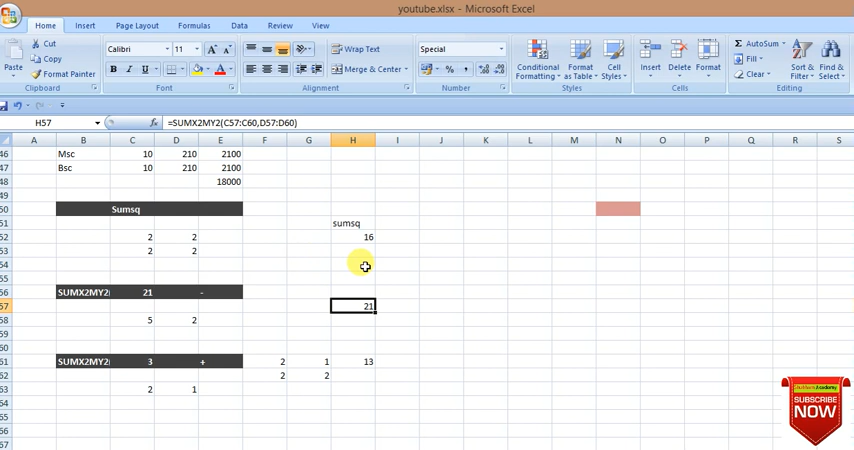 youtube.xlsx - Microsoft Excel
Home Insert Page Layout Formulas Data Review View
Cut
Copy
Format Painter
Paste
Clipboard
Calibri 11 A A
B I U A
Font
Wrap Text
Merge & Center
Alignment
Special
% ,
Number
Conditional Formatting
Format as Table
Cell Styles
Styles
Insert Delete Format
Cells
Σ AutoSum
Fill
Clear
Sort & Filter
Find & Select
Editing
H57 fx =SUMX2MY2(C57:C60,D57:D60)
A B C D E F G H I J K L M N O P Q R S
46 Msc 10 210 2100
47 Bsc 10 210 2100
48 18000
49
50 Sumsq
51 sumsq
52 2 2 16
53 2 2
54
55
56 SUMX2MY2( 21 -
57 21
58 5 2
59
60
61 SUMX2MY2( 3 + 2 1 13
62 2 2
63 2 1
64
65
66
67
Academy
SUBSCRIBE
NOW